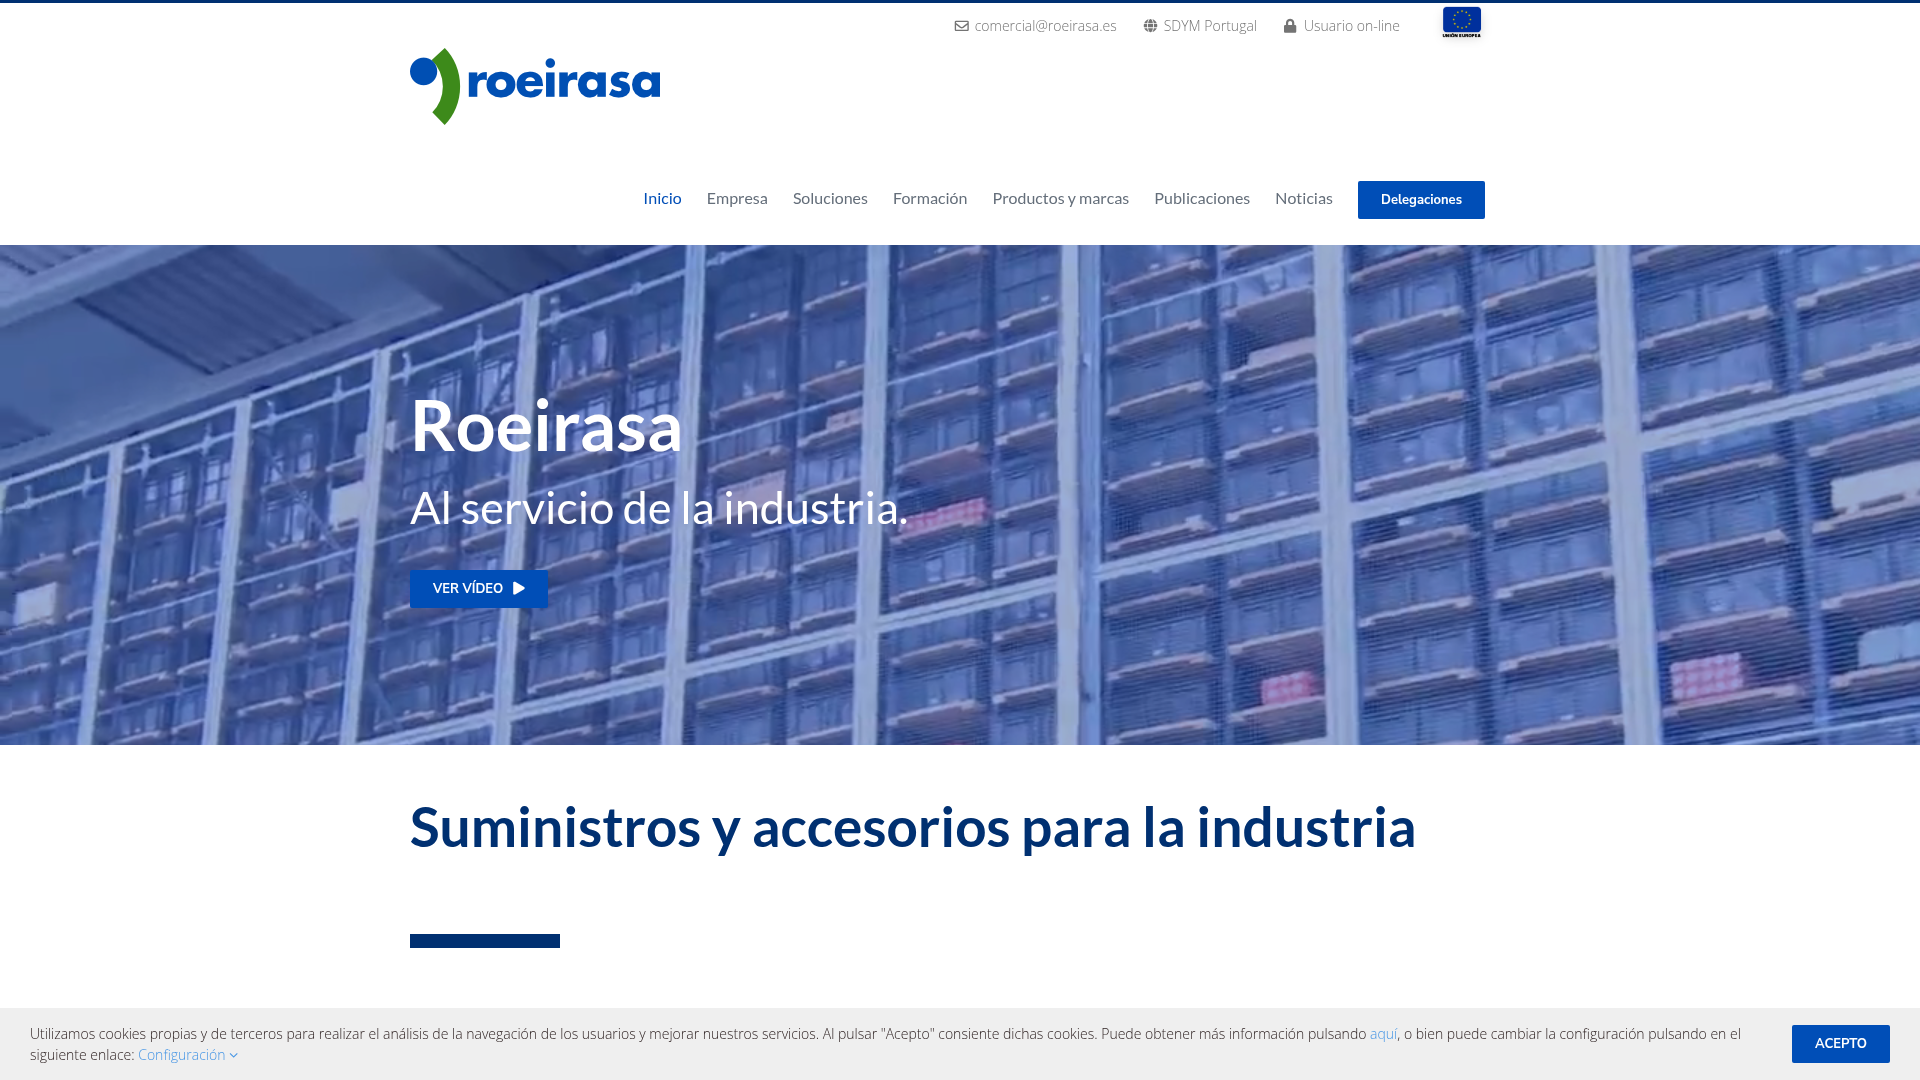 comercial@roeirasa.es SDYM Portugal Usuario on-line
UNIÓN EUROPEA
roeirasa
Inicio Empresa Soluciones Formación Productos y marcas Publicaciones Noticias Delegaciones
Roeirasa
Al servicio de la industria.
VER VÍDEO
Suministros y accesorios para la industria
Utilizamos cookies propias y de terceros para realizar el análisis de la navegación de los usuarios y mejorar nuestros servicios. Al pulsar "Acepto" consiente dichas cookies. Puede obtener más información pulsando aquí, o bien puede cambiar la configuración pulsando en el
siguiente enlace: Configuración
ACEPTO